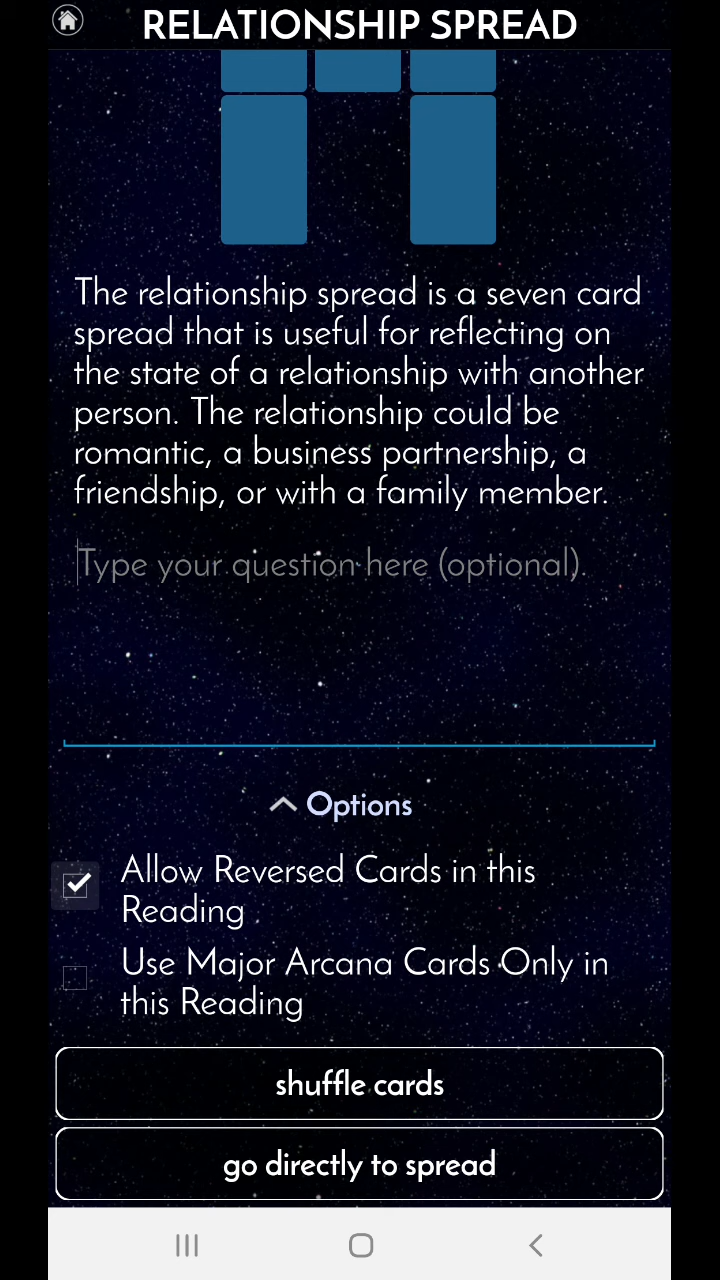 RELATIONSHIP SPREAD
The relationship spread is a seven card
spread that is useful for reflecting on
the state of a relationship with another
person. The relationship could be
romantic, a business partnership, a
friendship, or with a family member.
Type your question here (optional).
Options
Allow Reversed Cards in this
Reading
Use Major Arcana Cards Only in
this Reading
shuffle cards
go directly to spread